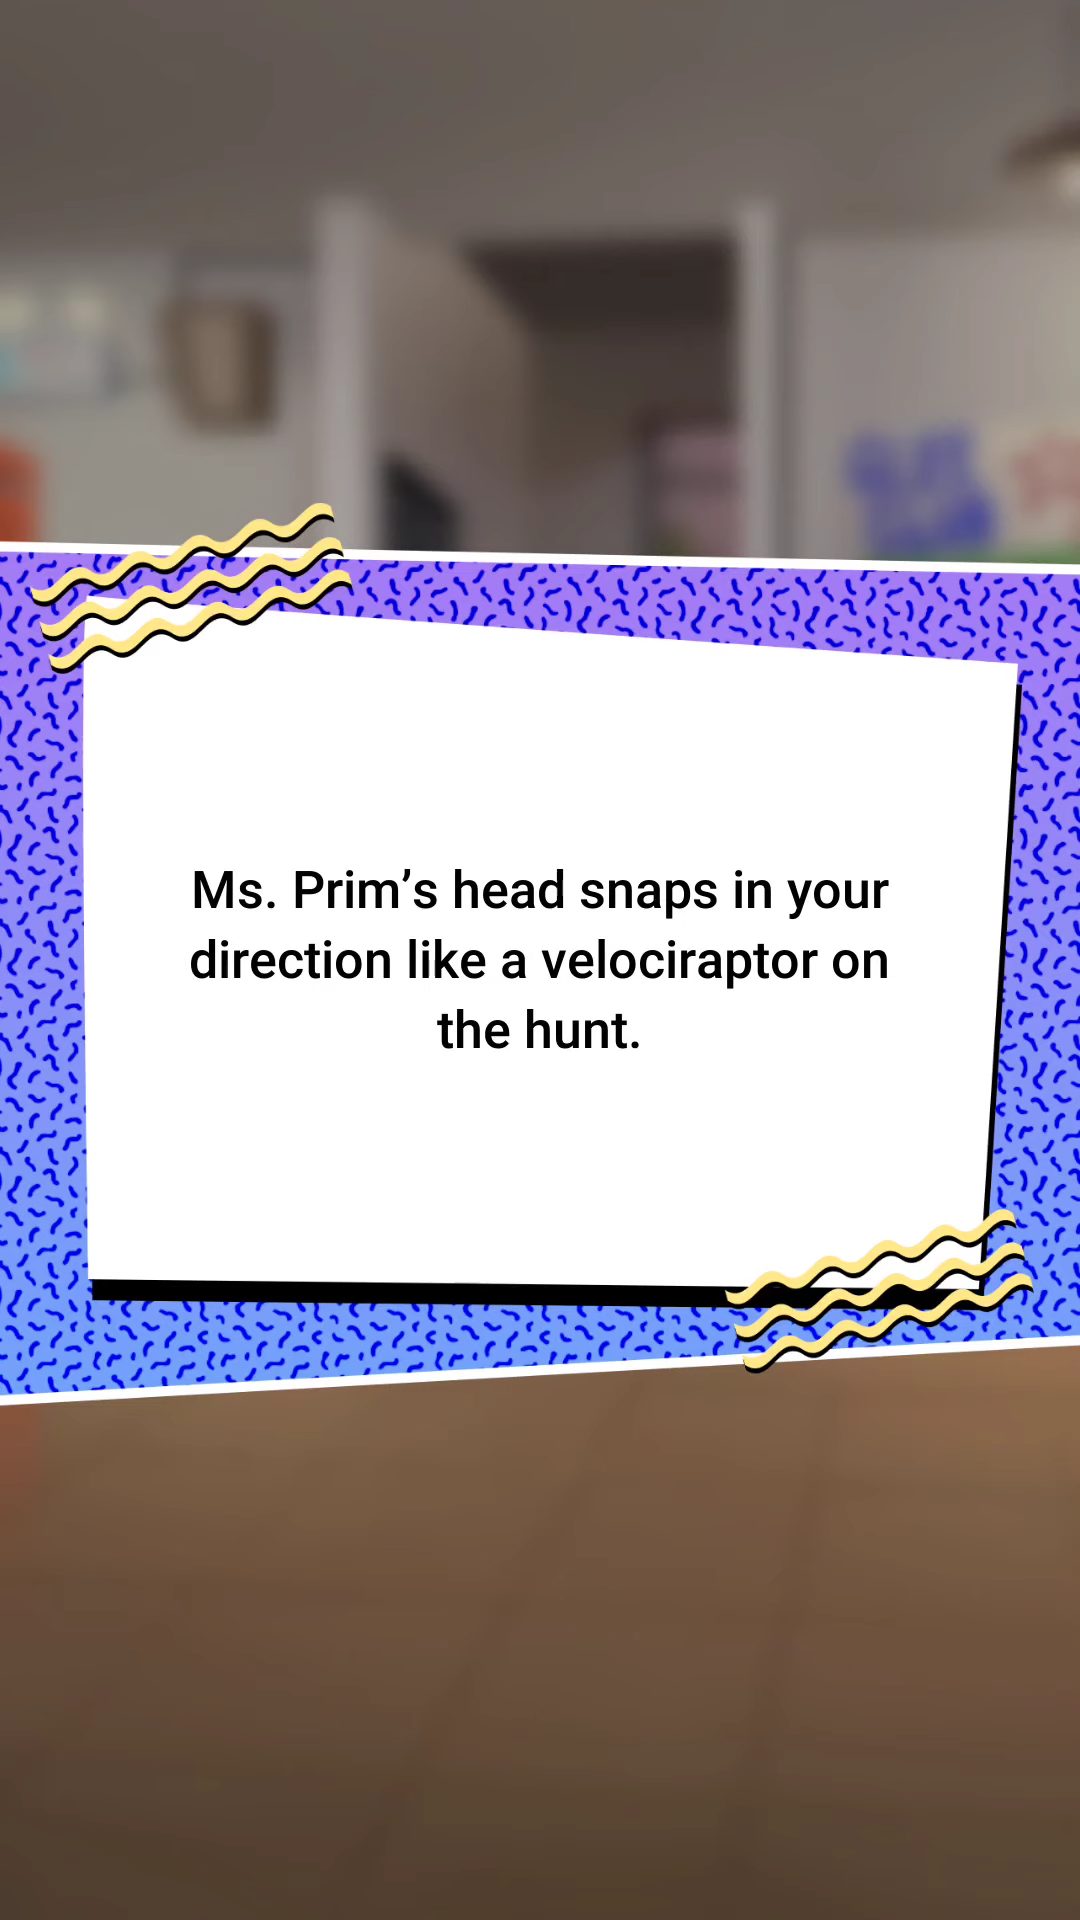 Ms. Prim’s head snaps in your
direction like a velociraptor on
the hunt.